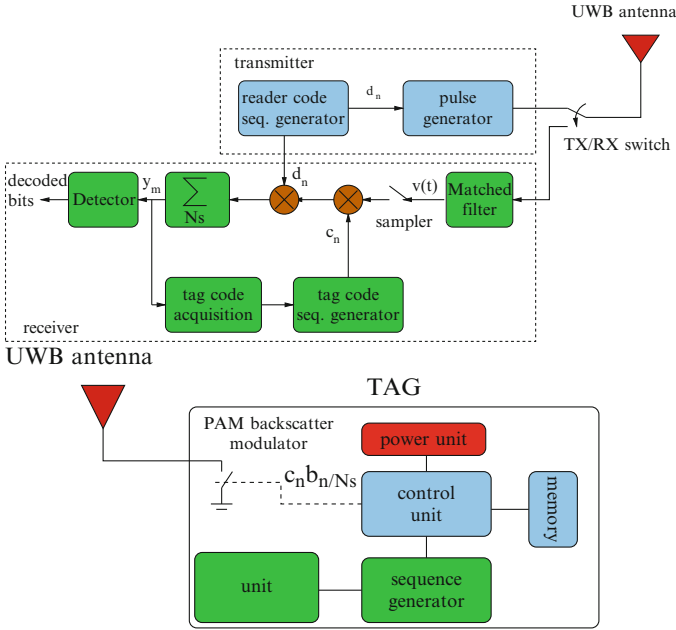 UWB antenna
transmitter
reader code
seq. generator
d_n
pulse
generator
TX/RX switch
decoded
bits
Detector
y_m
∑
Ns
d_n
c_n
v(t)
sampler
Matched
filter
tag code
acquisition
tag code
seq. generator
receiver
UWB antenna
TAG
PAM backscatter
modulator
c_n b_n/Ns
power unit
control
unit
memory
unit
sequence
generator